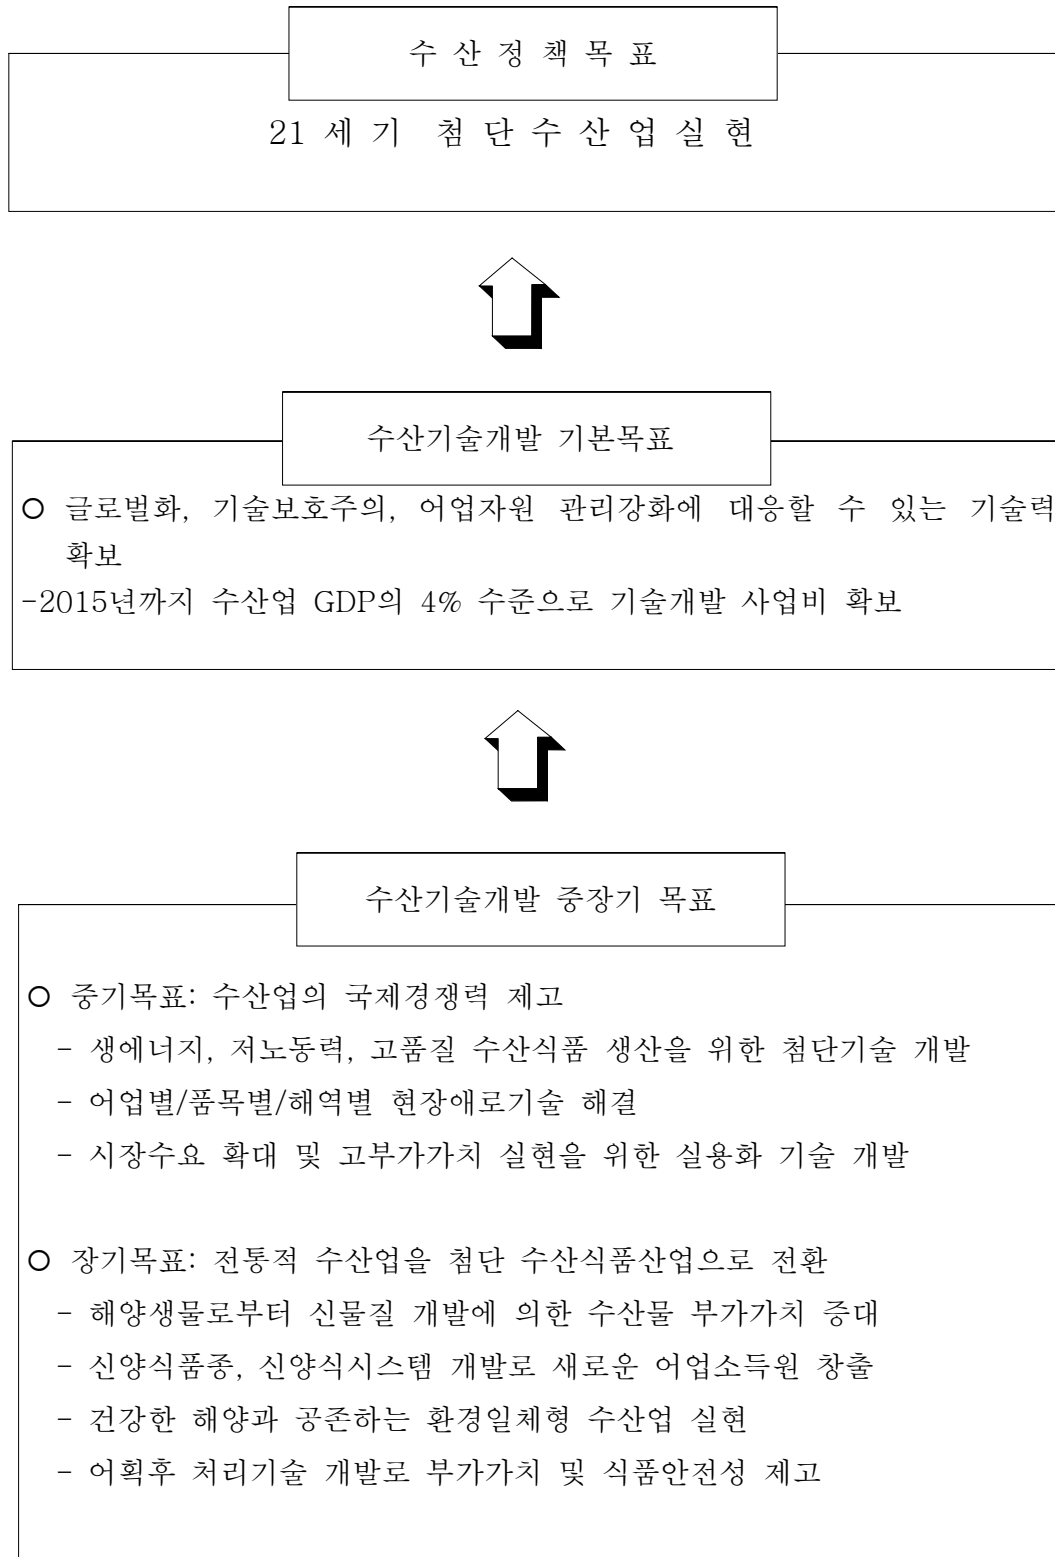 수 산 정 책 목 표
21 세 기 첨 단 수 산 업 실 현
수산기술개발 기본목표
○ 글로벌화, 기술보호주의, 어업자원 관리강화에 대응할 수 있는 기술력
확보
-2015년까지 수산업 GDP의 4% 수준으로 기술개발 사업비 확보
수산기술개발 중장기 목표
○ 중기목표: 수산업의 국제경쟁력 제고
- 생에너지, 저노동력, 고품질 수산식품 생산을 위한 첨단기술 개발
- 어업별/품목별/해역별 현장애로기술 해결
- 시장수요 확대 및 고부가가치 실현을 위한 실용화 기술 개발
○ 장기목표: 전통적 수산업을 첨단 수산식품산업으로 전환
- 해양생물로부터 신물질 개발에 의한 수산물 부가가치 증대
- 신양식품종, 신양식시스템 개발로 새로운 어업소득원 창출
- 건강한 해양과 공존하는 환경일체형 수산업 실현
- 어획후 처리기술 개발로 부가가치 및 식품안전성 제고